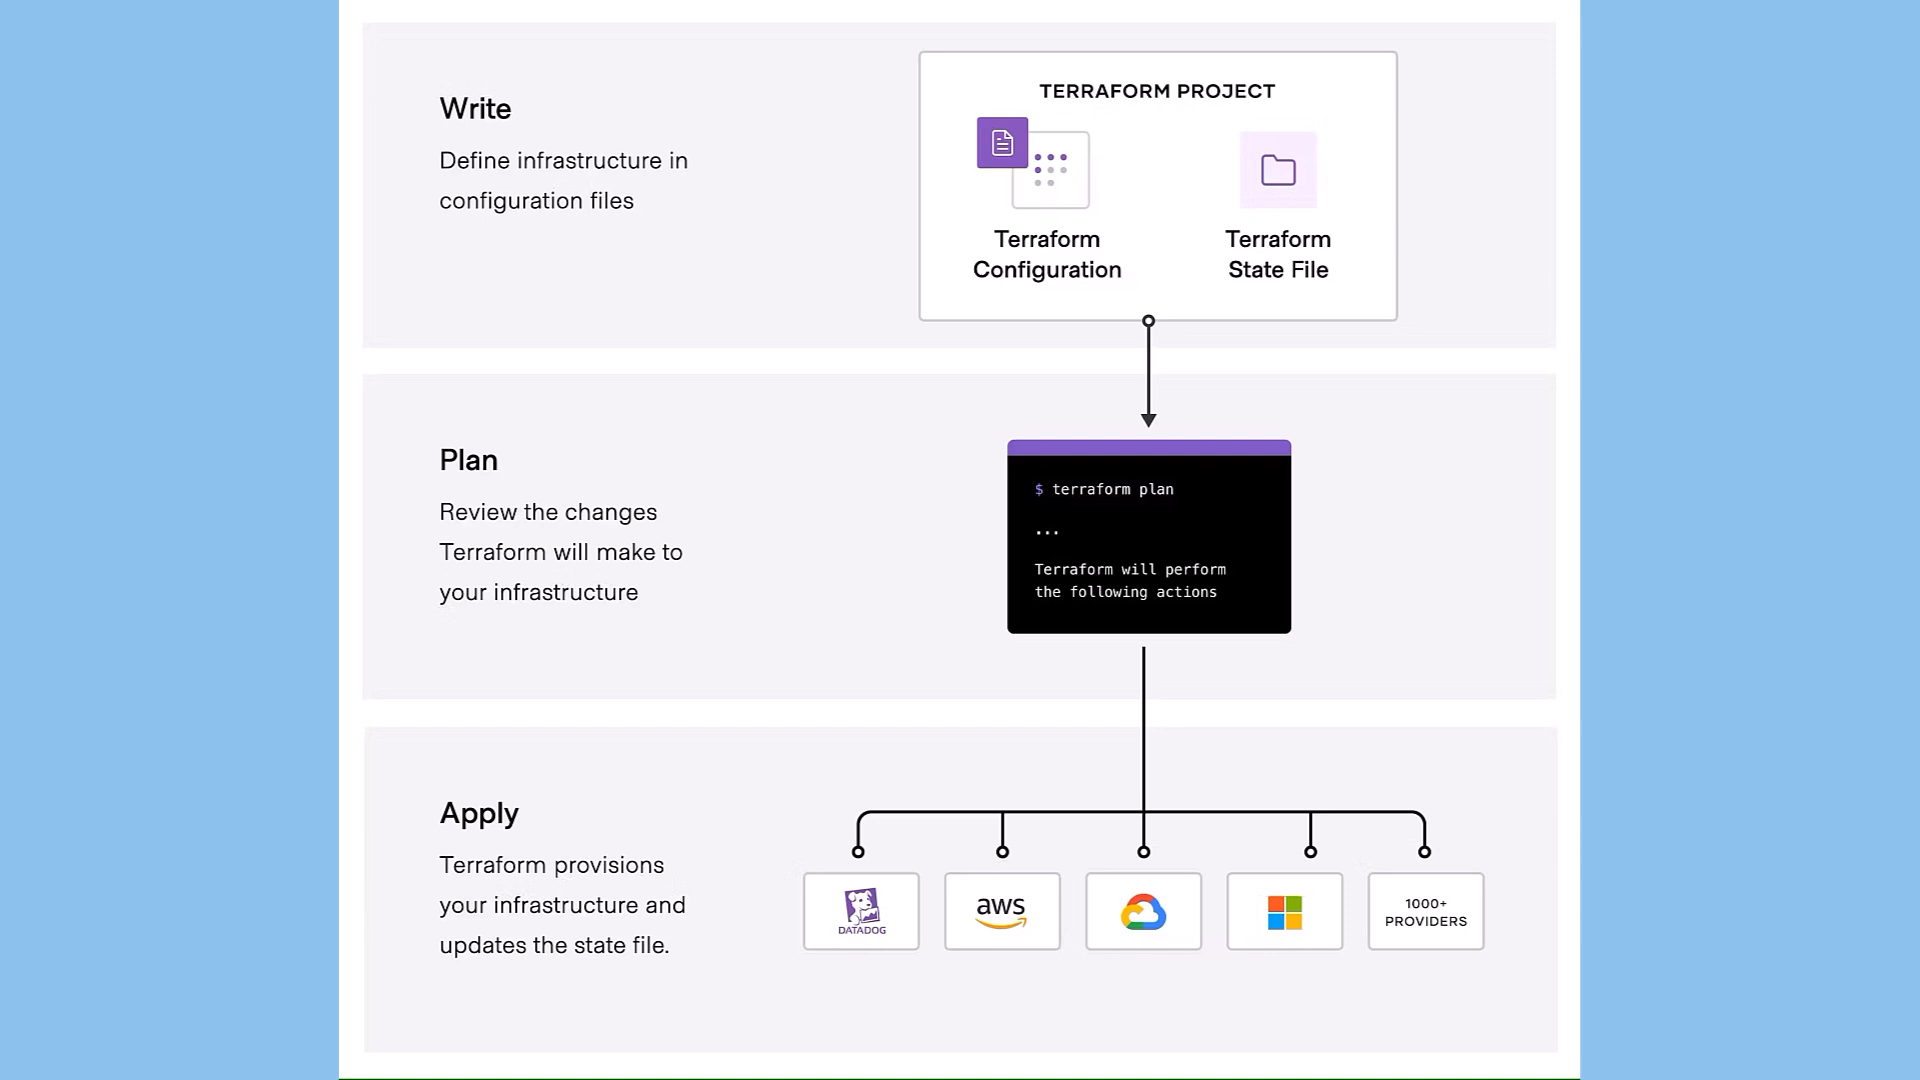 Write
Define infrastructure in
configuration files
TERRAFORM PROJECT
Terraform
Configuration
Terraform
State File
Plan
Review the changes
Terraform will make to
your infrastructure
$ terraform plan
...
Terraform will perform
the following actions
Apply
Terraform provisions
your infrastructure and
updates the state file.
DATADOG
aws
1000+
PROVIDERS